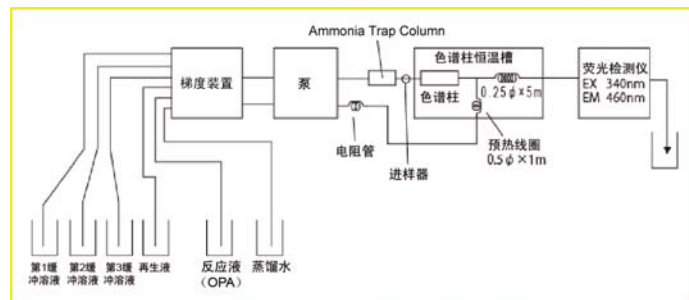 Ammonia Trap Column
梯度装置
泵
色谱柱恒温槽
色谱柱
0.25φ×5m
荧光检测仪
EX 340nm
EM 460nm
电阻管
进样器
预热线圈
0.5φ×1m
第1缓
冲溶液
第2缓
冲溶液
第3缓
冲溶液
再生液
反应液
（OPA）
蒸馏水